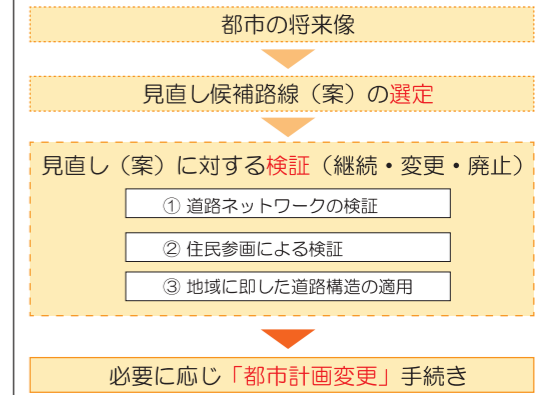 都市の将来像
見直し候補路線（案）の選定
見直し（案）に対する検証（継続・変更・廃止）
① 道路ネットワークの検証
② 住民参画による検証
③ 地域に即した道路構造の適用
必要に応じ「都市計画変更」手続き